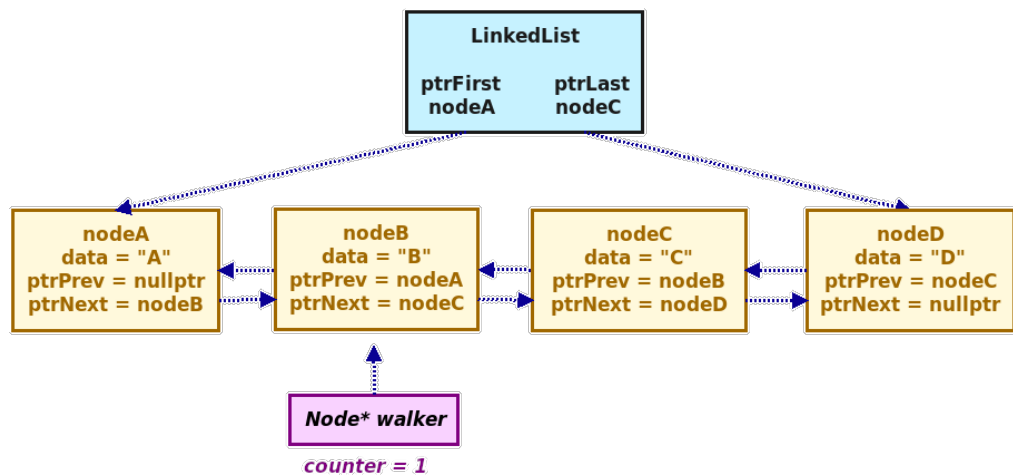 LinkedList
ptrFirst ptrLast
nodeA nodeC
nodeA
data = "A"
ptrPrev = nullptr
ptrNext = nodeB
nodeB
data = "B"
ptrPrev = nodeA
ptrNext = nodeC
nodeC
data = "C"
ptrPrev = nodeB
ptrNext = nodeD
nodeD
data = "D"
ptrPrev = nodeC
ptrNext = nullptr
Node* walker
counter = 1